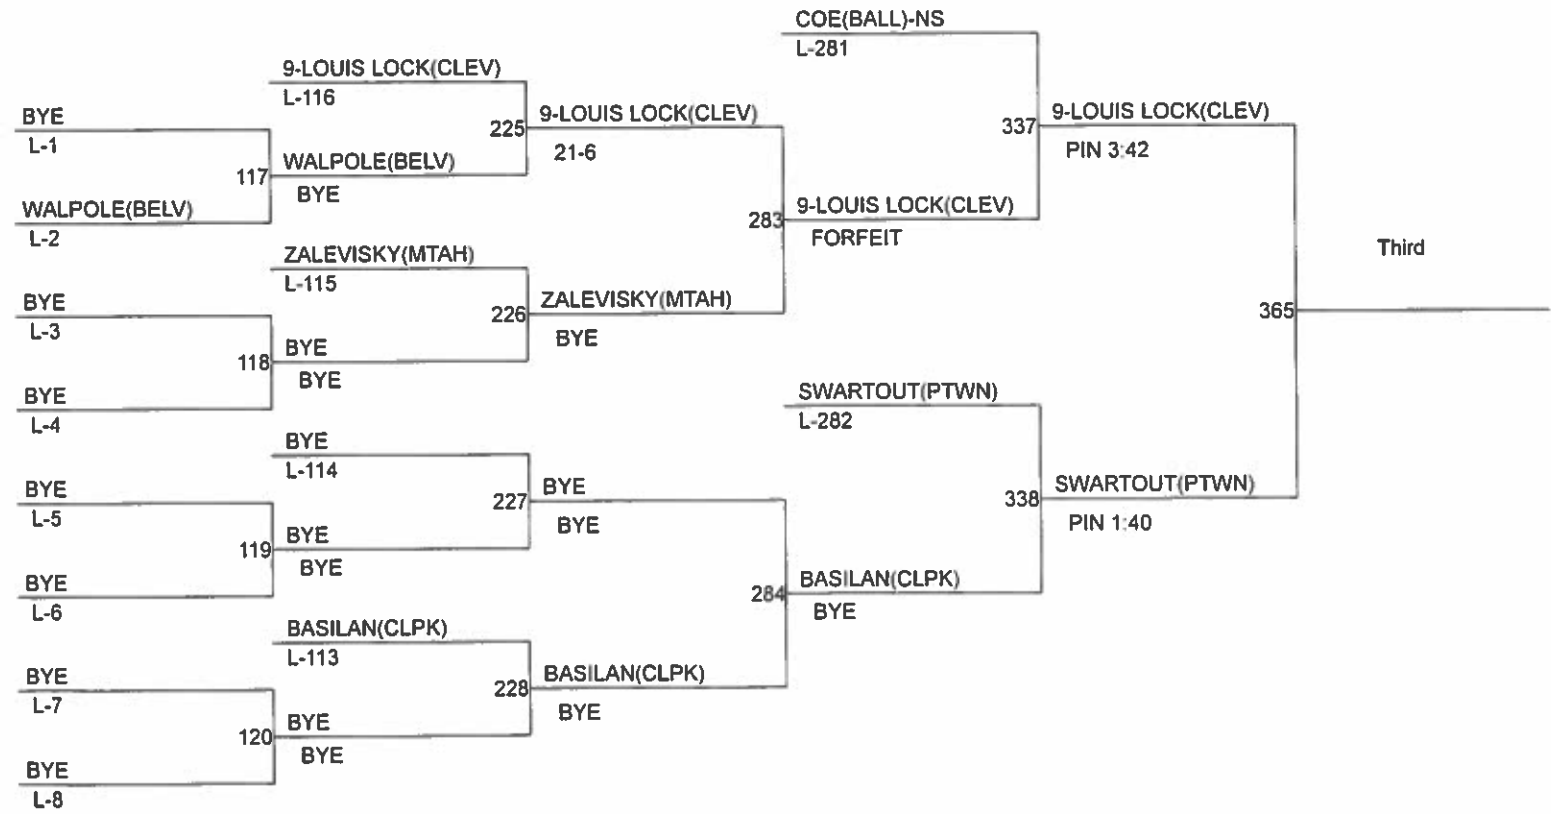 BYE
L-1
117
WALPOLE(BELV)
L-2
BYE
L-3
118
BYE
L-4
BYE
L-5
119
BYE
L-6
BYE
L-7
120
BYE
L-8
9-LOUIS LOCK(CLEV)
L-116
225
WALPOLE(BELV)
BYE
ZALEVISKY(MTAH)
L-115
226
BYE
BYE
BYE
L-114
227
BYE
BYE
BASILAN(CLPK)
L-113
228
BYE
BYE
9-LOUIS LOCK(CLEV)
21-6
283
ZALEVISKY(MTAH)
BYE
BYE
BYE
284
BASILAN(CLPK)
BYE
COE(BALL)-NS
L-281
337
9-LOUIS LOCK(CLEV)
FORFEIT
SWARTOUT(PTWN)
L-282
338
BASILAN(CLPK)
BYE
9-LOUIS LOCK(CLEV)
PIN 3:42
365
SWARTOUT(PTWN)
PIN 1:40
Third